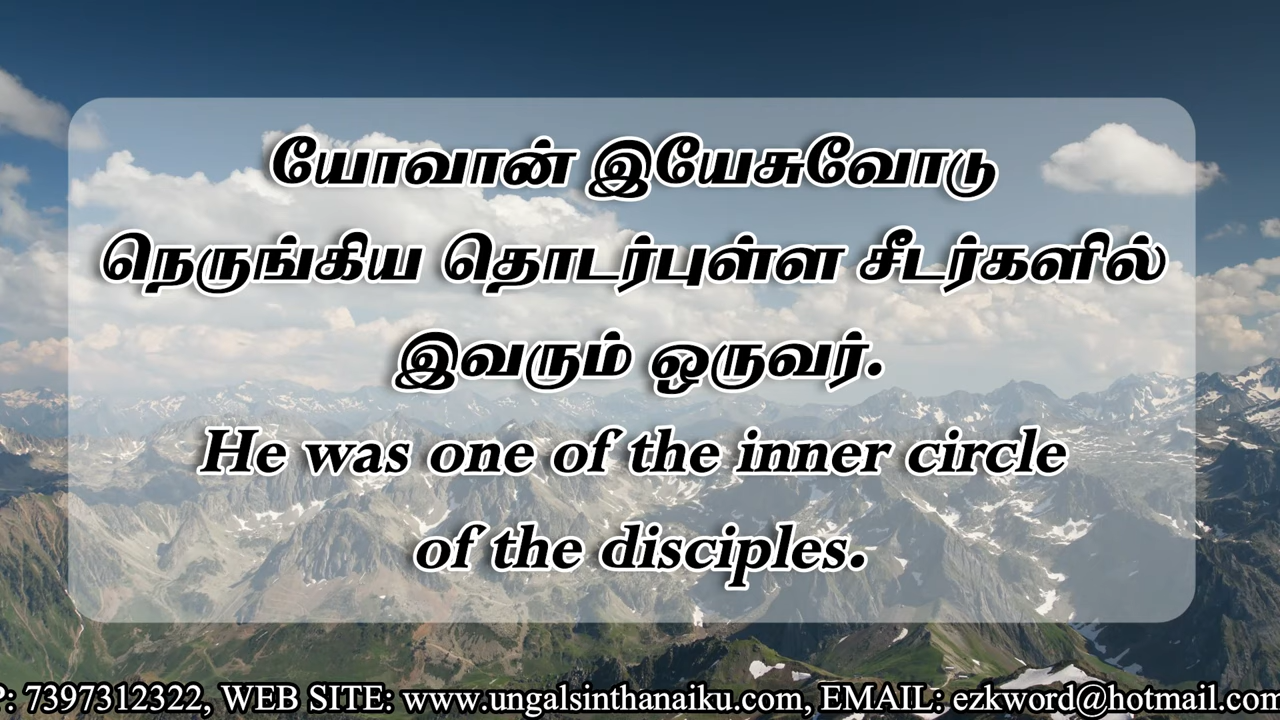 யோவான் இயேசுவோடு
நெருங்கிய தொடர்புள்ள சீடர்களில்
இவரும் ஒருவர்.
He was one of the inner circle
of the disciples.
P: 7397312322, WEB SITE: www.ungalsinthanaiku.com, EMAIL: ezkword@hotmail.com